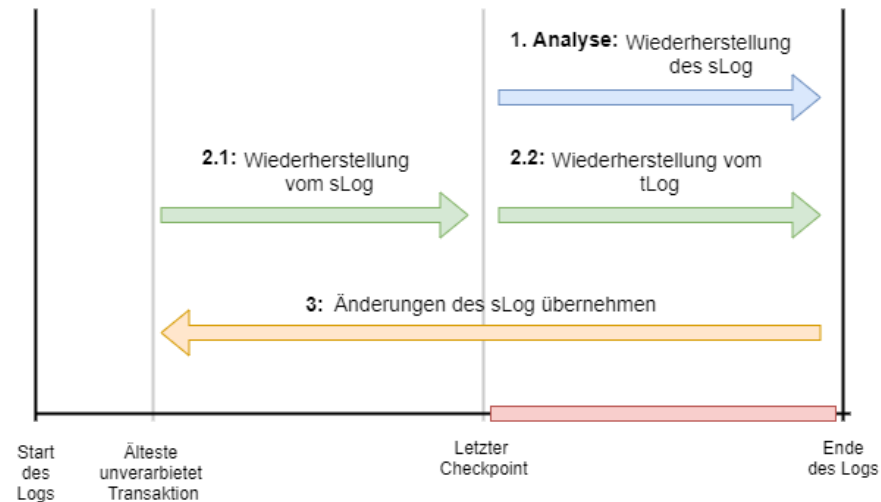 1. Analyse: Wiederherstellung
des sLog
2.1: Wiederherstellung
vom sLog
2.2: Wiederherstellung vom
tLog
3: Änderungen des sLog übernehmen
Start
des
Logs
Älteste
unverarbietet
Transaktion
Letzter
Checkpoint
Ende
des Logs